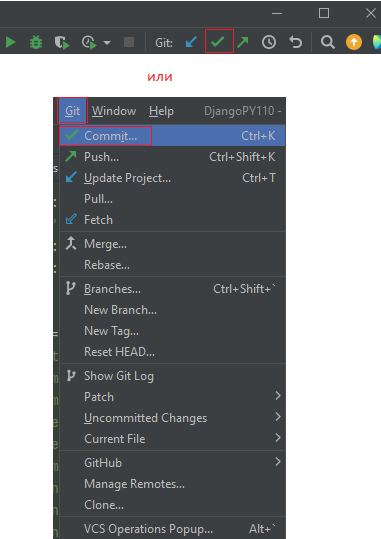 Git:
или
Git Window Help DjangoPY110 -
Commit... Ctrl+K
Push... Ctrl+Shift+K
Update Project... Ctrl+T
Pull...
Fetch
Merge...
Rebase...
Branches... Ctrl+Shift+`
New Branch...
New Tag...
Reset HEAD...
Show Git Log
Patch
Uncommitted Changes
Current File
GitHub
Manage Remotes...
Clone...
VCS Operations Popup... Alt+`